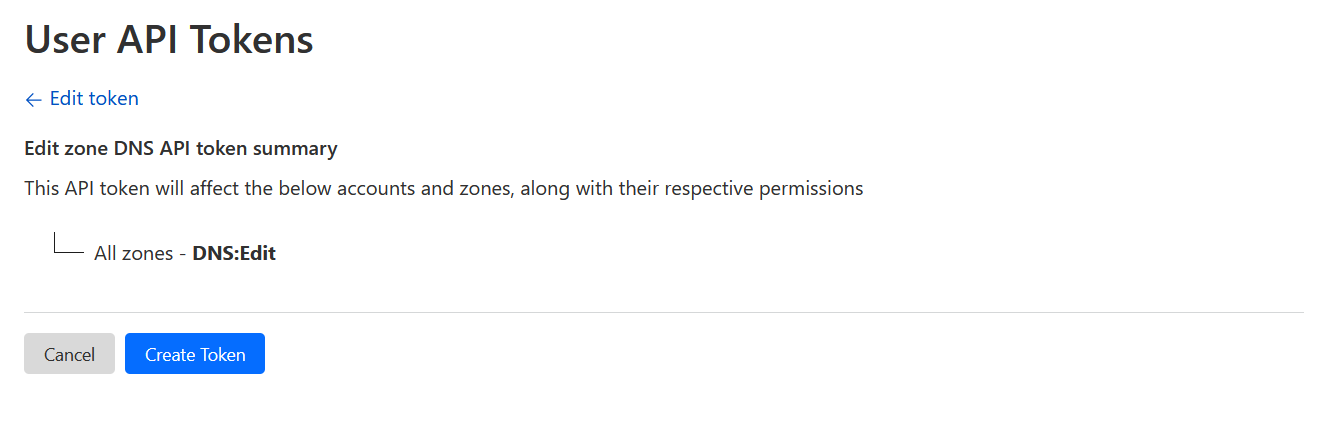 User API Tokens
← Edit token
Edit zone DNS API token summary
This API token will affect the below accounts and zones, along with their respective permissions
All zones - DNS:Edit
Cancel Create Token